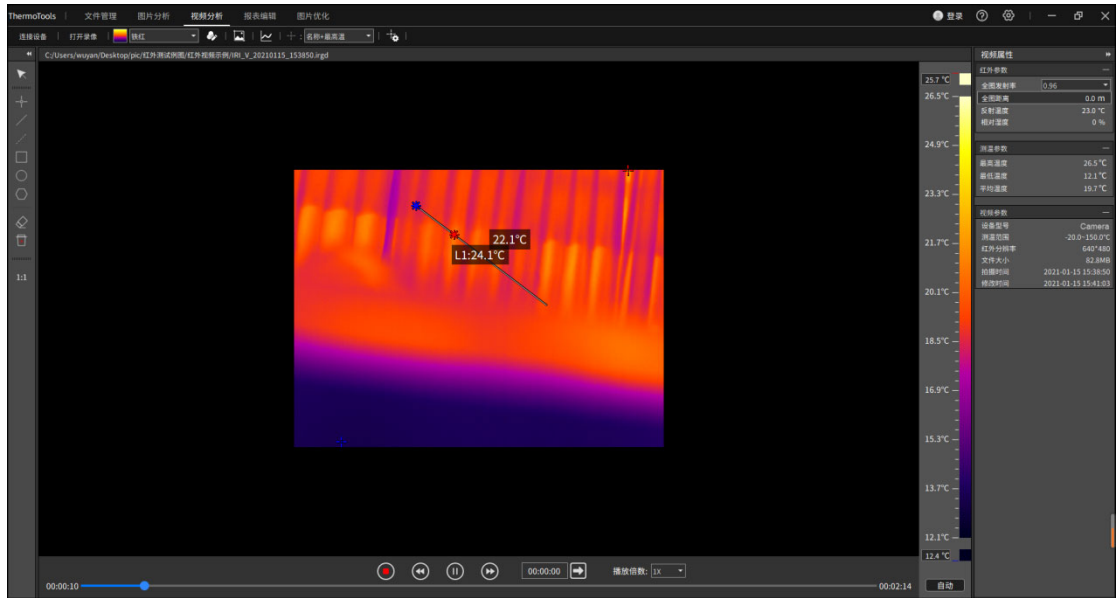 ThermoTools 文件管理 图片分析 视频分析 报表编辑 图片优化 登录
连接设备 打开录像 铁红 名称+最高温
C:/Users/wuyan/Desktop/pic/红外测试例图/红外视频示例/IRI_V_20210115_153850.irgd
1:1
22.1°C
L1:24.1°C
25.7 °C
26.5°C
24.9°C
23.3°C
21.7°C
20.1°C
18.5°C
16.9°C
15.3°C
13.7°C
12.1°C
12.4 °C
自动
视频属性
红外参数
全图发射率 0.96
全图距离 0.0 m
反射温度 23.0 °C
相对湿度 0 %
测温参数
最高温度 26.5°C
最低温度 12.1°C
平均温度 19.7°C
视频参数
设备型号 Camera
测温范围 -20.0~150.0°C
红外分辨率 640*480
文件大小 82.8MB
拍摄时间 2021-01-15 15:38:50
修改时间 2021-01-15 15:41:03
00:00:00 播放倍数: 1X
00:00:10 00:02:14